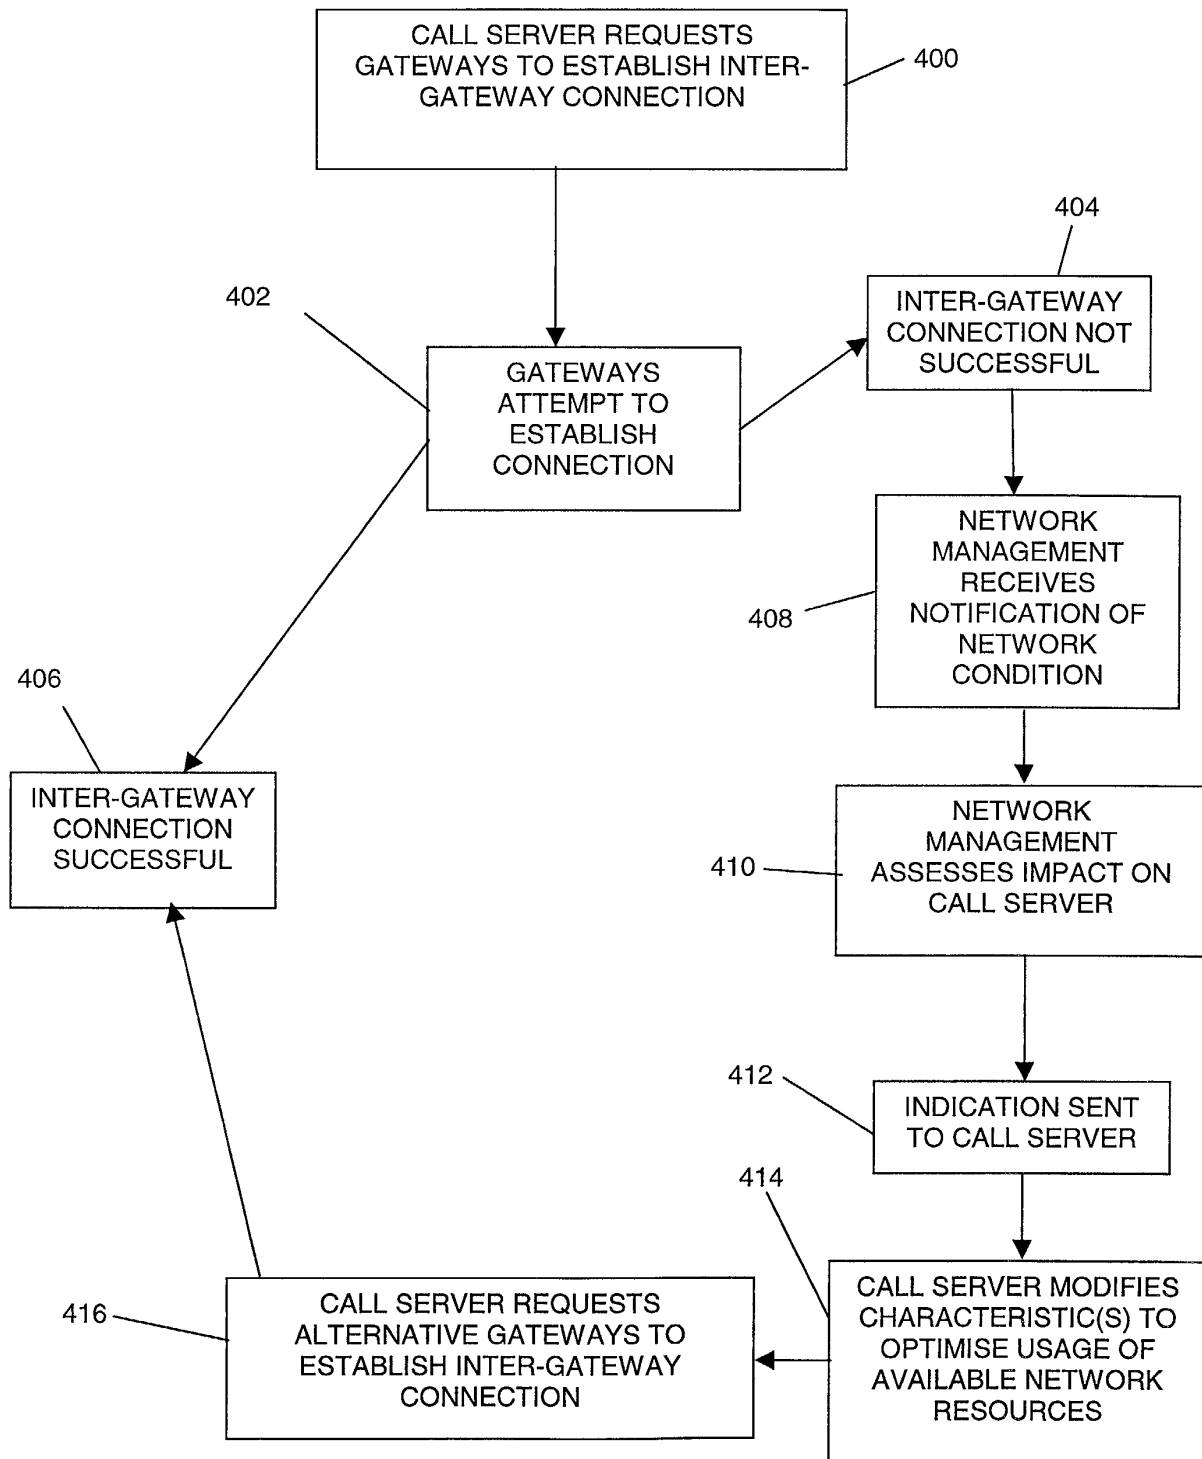 CALL SERVER REQUESTS
GATEWAYS TO ESTABLISH INTER-
GATEWAY CONNECTION
400
404
402
INTER-GATEWAY
CONNECTION NOT
SUCCESSFUL
GATEWAYS
ATTEMPT TO
ESTABLISH
CONNECTION
NETWORK
MANAGEMENT
RECEIVES
NOTIFICATION OF
NETWORK
CONDITION
408
406
INTER-GATEWAY
CONNECTION
SUCCESSFUL
NETWORK
MANAGEMENT
ASSESSES IMPACT ON
CALL SERVER
410
412
INDICATION SENT
TO CALL SERVER
414
CALL SERVER MODIFIES
CHARACTERISTIC(S) TO
OPTIMISE USAGE OF
AVAILABLE NETWORK
RESOURCES
416
CALL SERVER REQUESTS
ALTERNATIVE GATEWAYS TO
ESTABLISH INTER-GATEWAY
CONNECTION